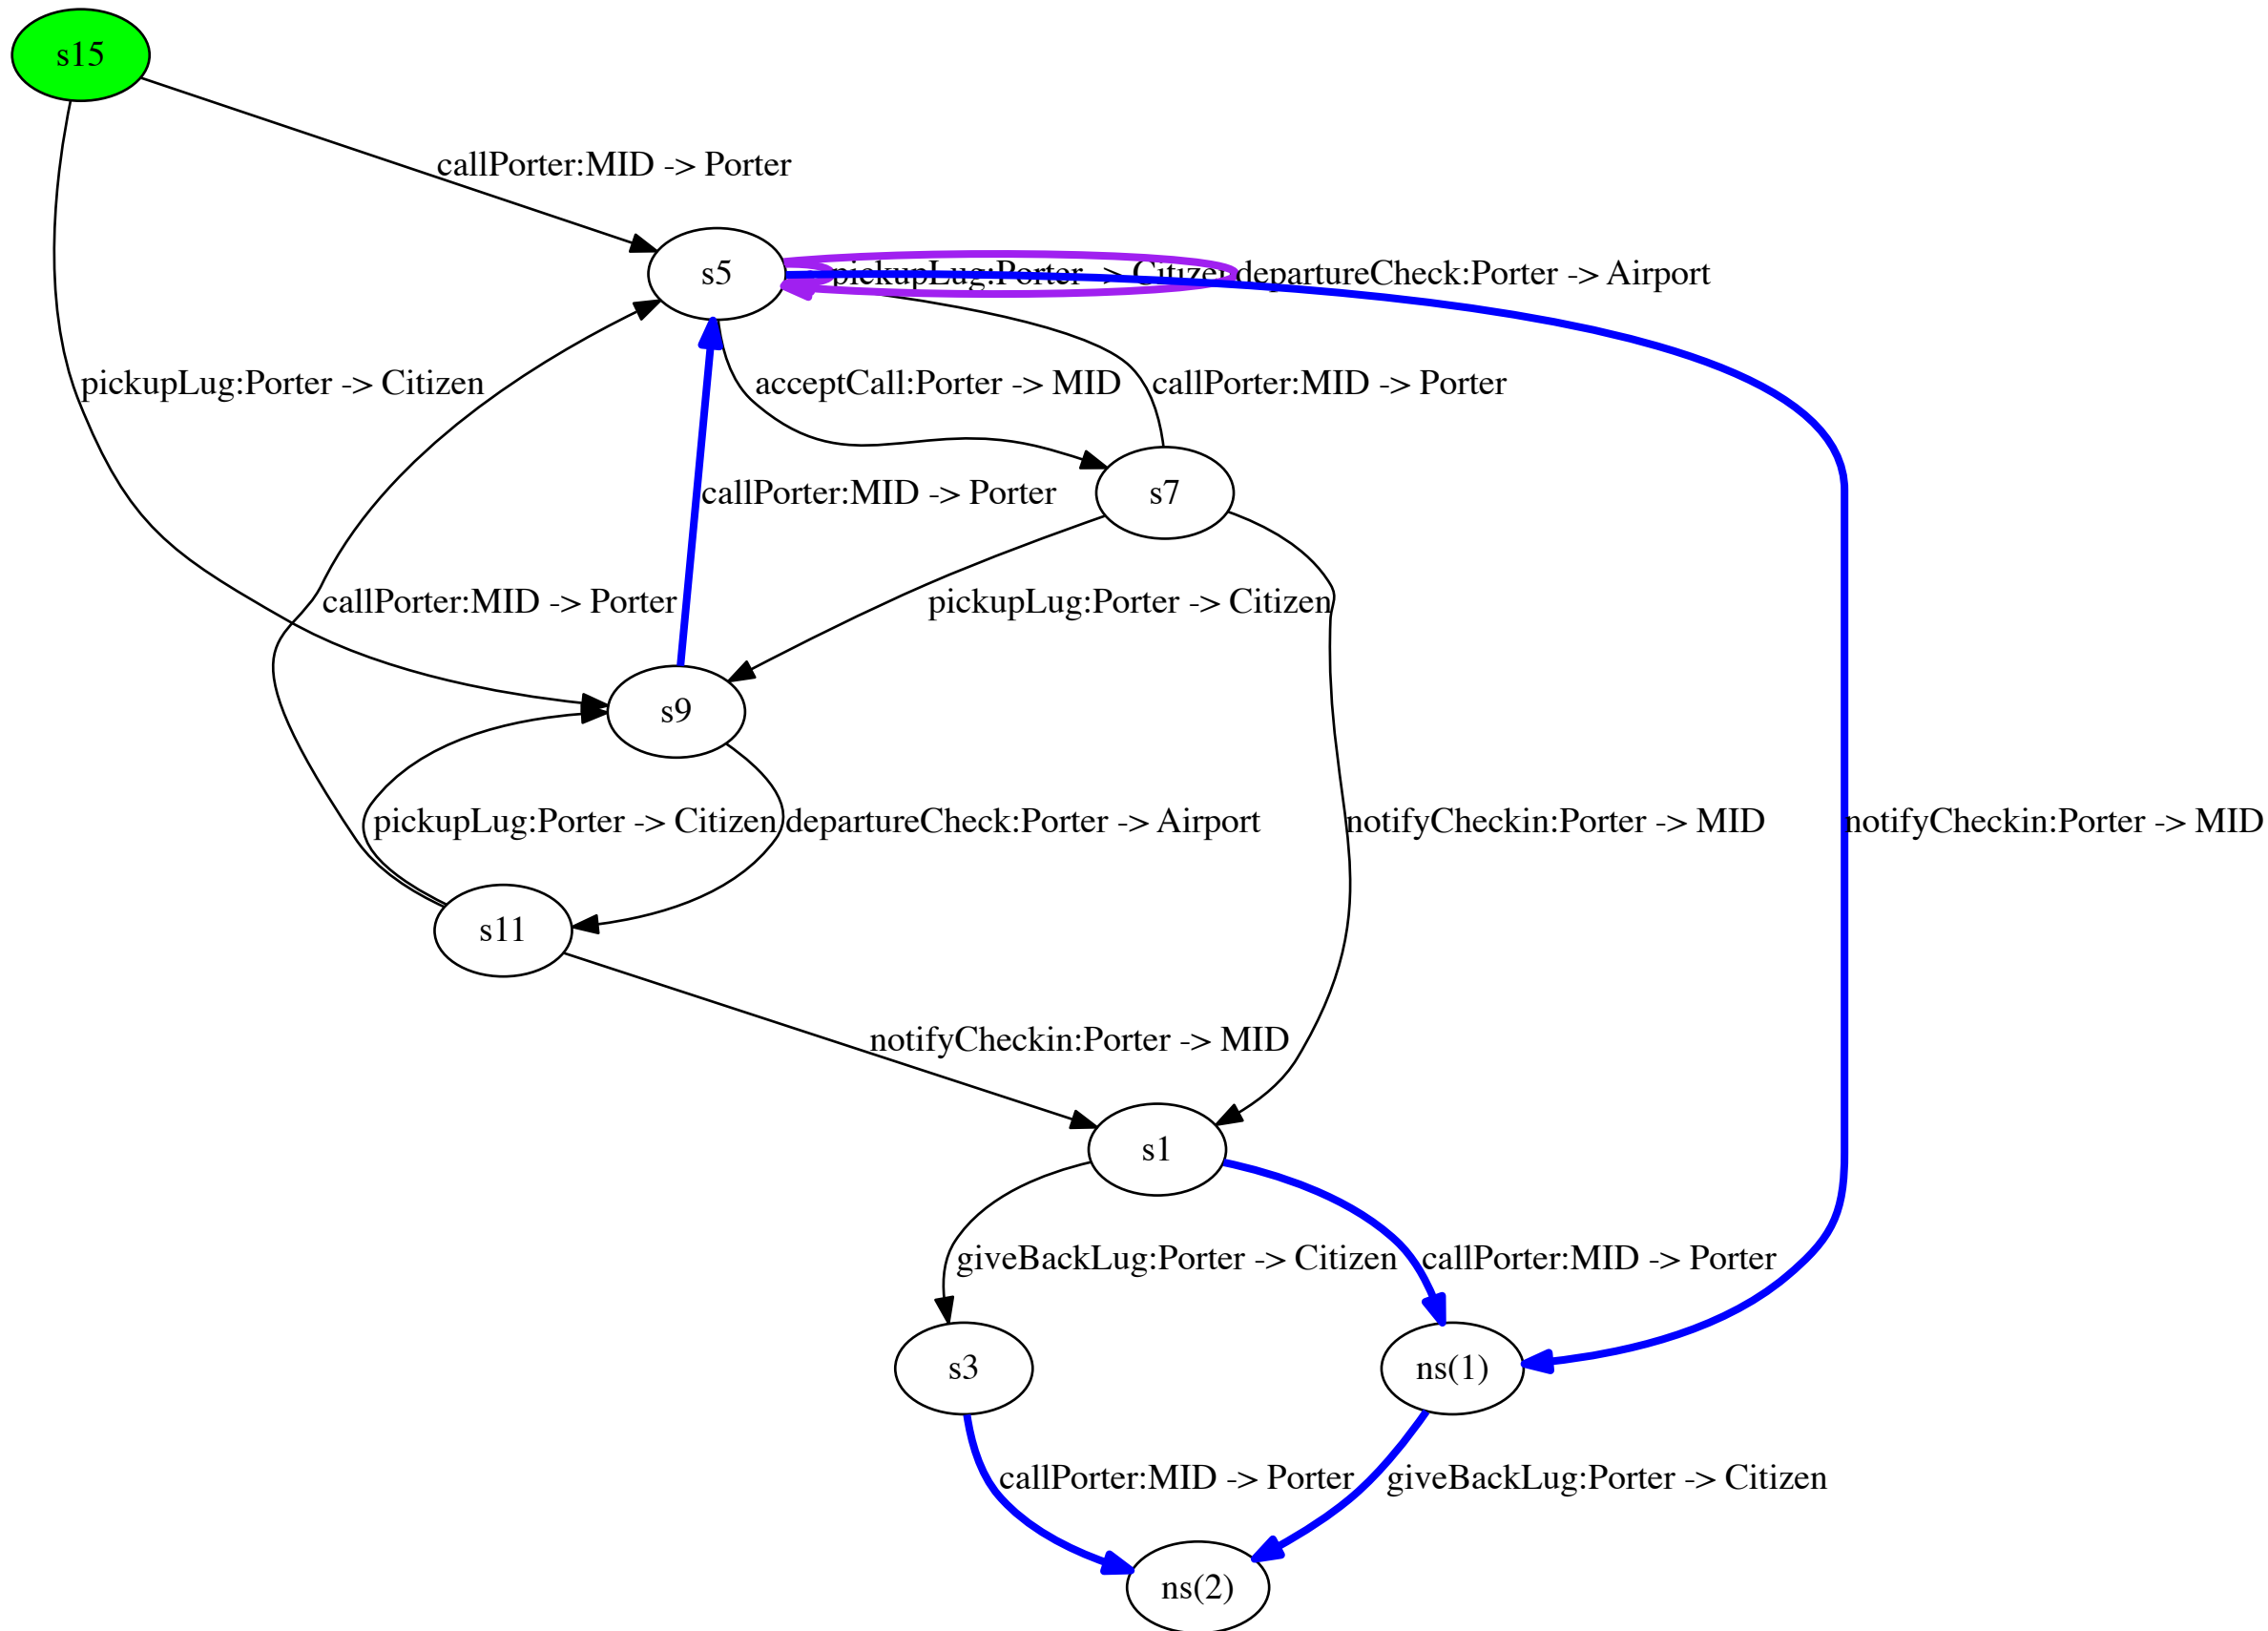 s15
callPorter:MID -> Porter
s5
pickupLug:Porter -> Citizen
departureCheck:Porter -> Airport
pickupLug:Porter -> Citizen
acceptCall:Porter -> MID
callPorter:MID -> Porter
callPorter:MID -> Porter
s7
callPorter:MID -> Porter
pickupLug:Porter -> Citizen
s9
pickupLug:Porter -> Citizen
departureCheck:Porter -> Airport
notifyCheckin:Porter -> MID
notifyCheckin:Porter -> MID
s11
notifyCheckin:Porter -> MID
s1
giveBackLug:Porter -> Citizen
callPorter:MID -> Porter
s3
ns(1)
callPorter:MID -> Porter
giveBackLug:Porter -> Citizen
ns(2)